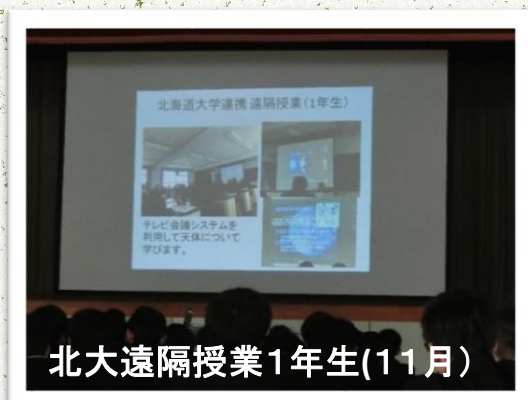 北海道大学連携 遠隔授業(1年生)
テレビ会議システムを
利用して天体について
学びます。
北大遠隔授業1年生(11月)